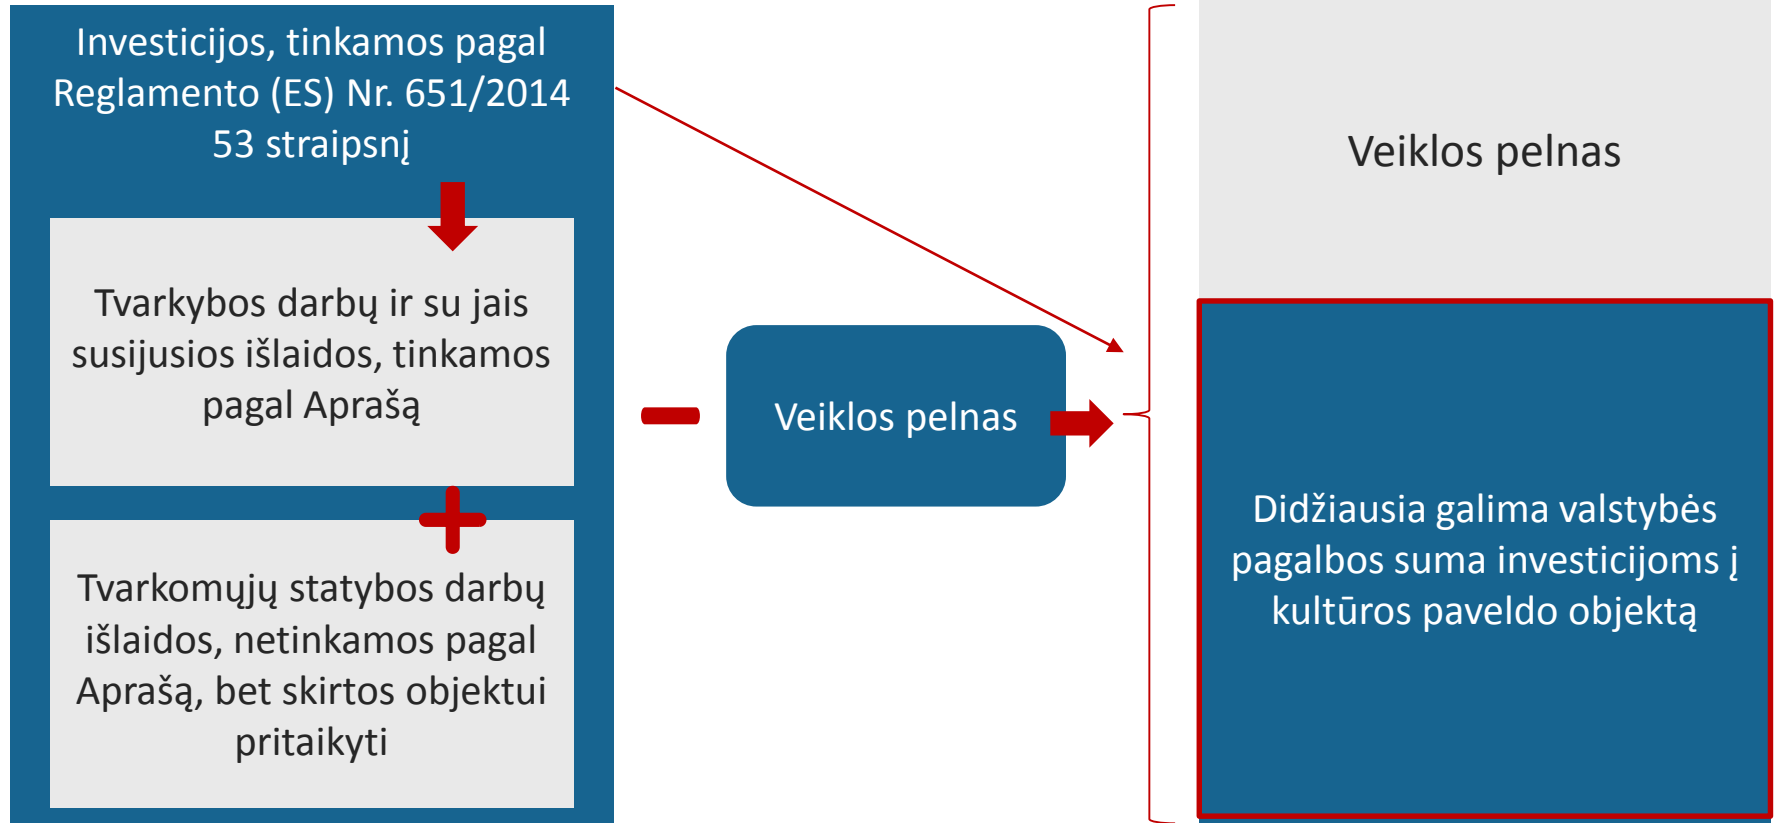 Investicijos, tinkamos pagal
Reglamento (ES) Nr. 651/2014
53 straipsnį
Tvarkybos darbų ir su jais
susijusios išlaidos, tinkamos
pagal Aprašą
Tvarkomųjų statybos darbų
išlaidos, netinkamos pagal
Aprašą, bet skirtos objektui
pritaikyti
Veiklos pelnas
Veiklos pelnas
Didžiausia galima valstybės
pagalbos suma investicijoms į
kultūros paveldo objektą